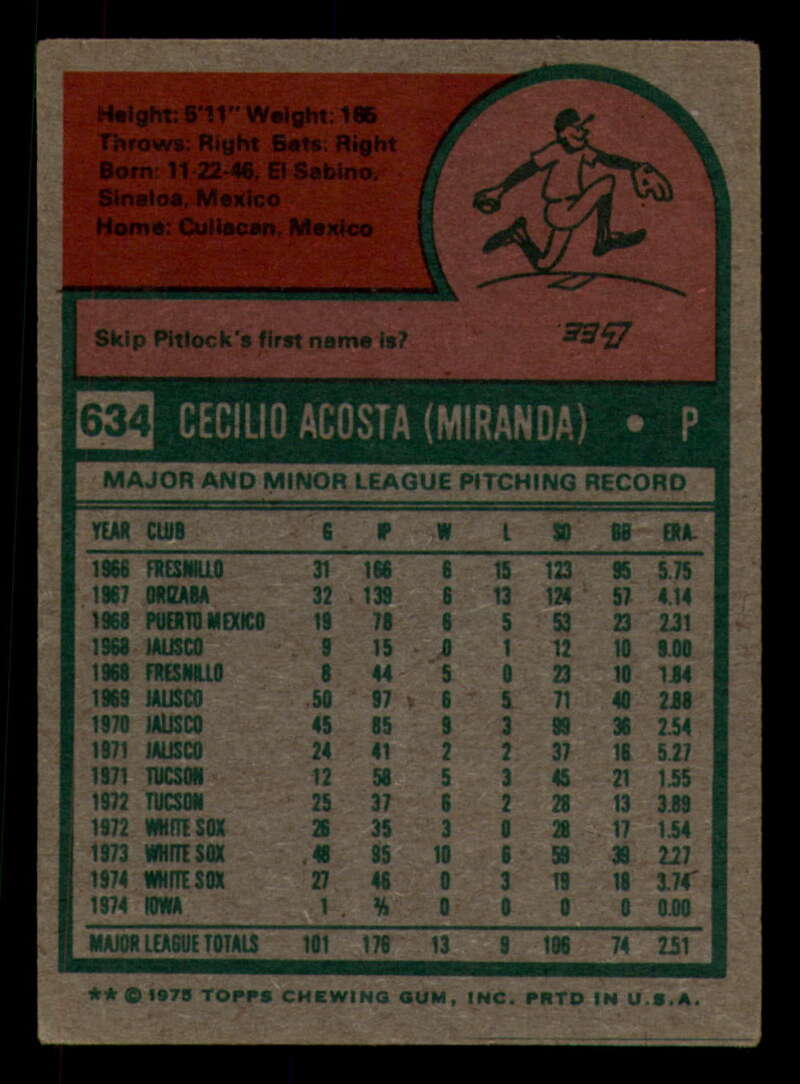 Height: 5'11" Weight: 165
Throws: Right Bats: Right
Born: 11-22-46, El Sabino,
Sinaloa, Mexico
Home: Culiacan, Mexico
Skip Pitlock's first name is?
LEE
634 CECILIO ACOSTA (MIRANDA) • P
MAJOR AND MINOR LEAGUE PITCHING RECORD
YEAR CLUB G IP W L SO BB ERA
1966 FRESNILLO 31 166 6 15 123 95 5.75
1967 ORIZABA 32 139 6 13 124 57 4.14
1968 PUERTO MEXICO 19 78 6 5 53 23 2.31
1968 JALISCO 9 15 0 1 12 10 9.00
1968 FRESNILLO 8 44 5 0 23 10 1.84
1969 JALISCO 50 97 6 5 71 40 2.88
1970 JALISCO 45 85 9 3 99 36 2.54
1971 JALISCO 24 41 2 2 37 16 5.27
1971 TUCSON 12 58 5 3 45 21 1.55
1972 TUCSON 25 37 6 2 28 13 3.89
1972 WHITE SOX 26 35 3 0 28 17 1.54
1973 WHITE SOX 48 95 10 6 59 39 2.27
1974 WHITE SOX 27 46 0 3 19 18 3.74
1974 IOWA 1 ⅔ 0 0 0 0 0.00
MAJOR LEAGUE TOTALS 101 176 13 9 106 74 2.51
** © 1975 TOPPS CHEWING GUM, INC. PRTD IN U.S.A.